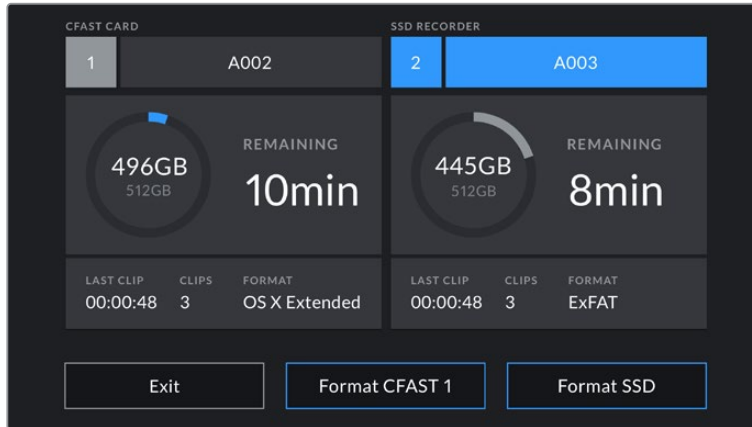 CFAST CARD
1 A002
496GB
512GB
REMAINING
10min
LAST CLIP CLIPS FORMAT
00:00:48 3 OS X Extended
SSD RECORDER
2 A003
445GB
512GB
REMAINING
8min
LAST CLIP CLIPS FORMAT
00:00:48 3 ExFAT
Exit Format CFAST 1 Format SSD